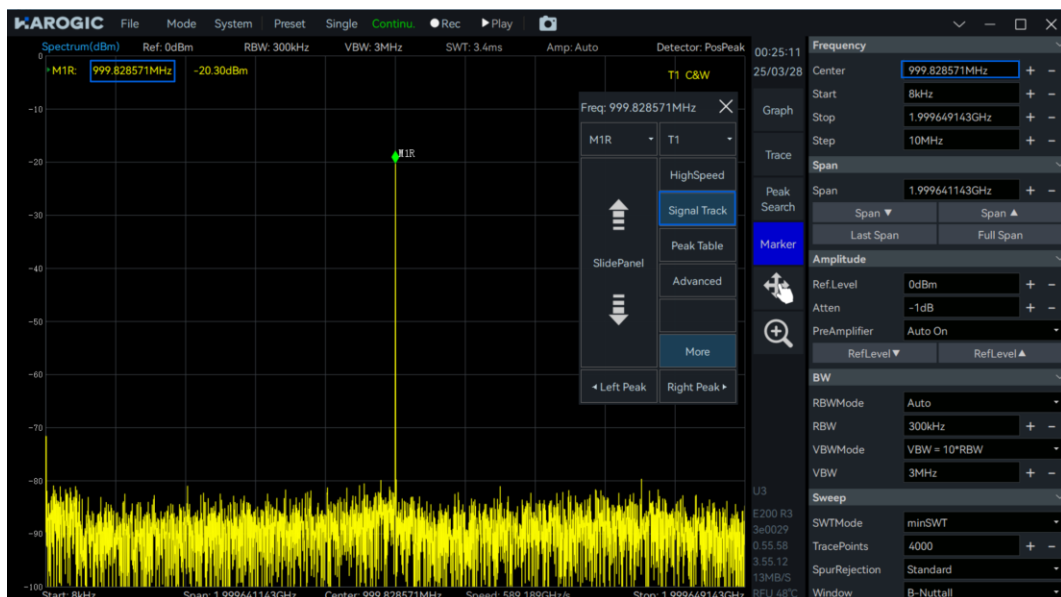 HAROGIC File Mode System Preset Single Continu. Rec Play
Spectrum(dBm) Ref: 0dBm RBW: 300kHz VBW: 3MHz SWT: 3.4ms Amp: Auto Detector: PosPeak
M1R: 999.828571MHz -20.30dBm
T1 C&W
0
-10
-20
-30
-40
-50
-60
-70
-80
-90
-100
M1R
Start: 8kHz Span: 1.999641143GHz Center: 999.828571MHz Speed: 589.189GHz/s Stop: 1.999649143GHz
Freq: 999.828571MHz
M1R T1
HighSpeed
Signal Track
Peak Table
SlidePanel
Advanced
More
Left Peak Right Peak
00:25:11
25/03/28
Graph
Trace
Peak
Search
Marker
U3
E200 R3
3e0029
0.55.58
3.55.12
13MB/S
RFU 48°C
Frequency
Center 999.828571MHz + -
Start 8kHz + -
Stop 1.999649143GHz + -
Step 10MHz + -
Span
Span 1.999641143GHz + -
Span ▼ Span ▲
Last Span Full Span
Amplitude
Ref.Level 0dBm + -
Atten -1dB + -
PreAmplifier Auto On
RefLevel▼ RefLevel▲
BW
RBWMode Auto
RBW 300kHz + -
VBWMode VBW = 10*RBW
VBW 3MHz + -
Sweep
SWTMode minSWT
TracePoints 4000 + -
SpurRejection Standard
Window B-Nuttall